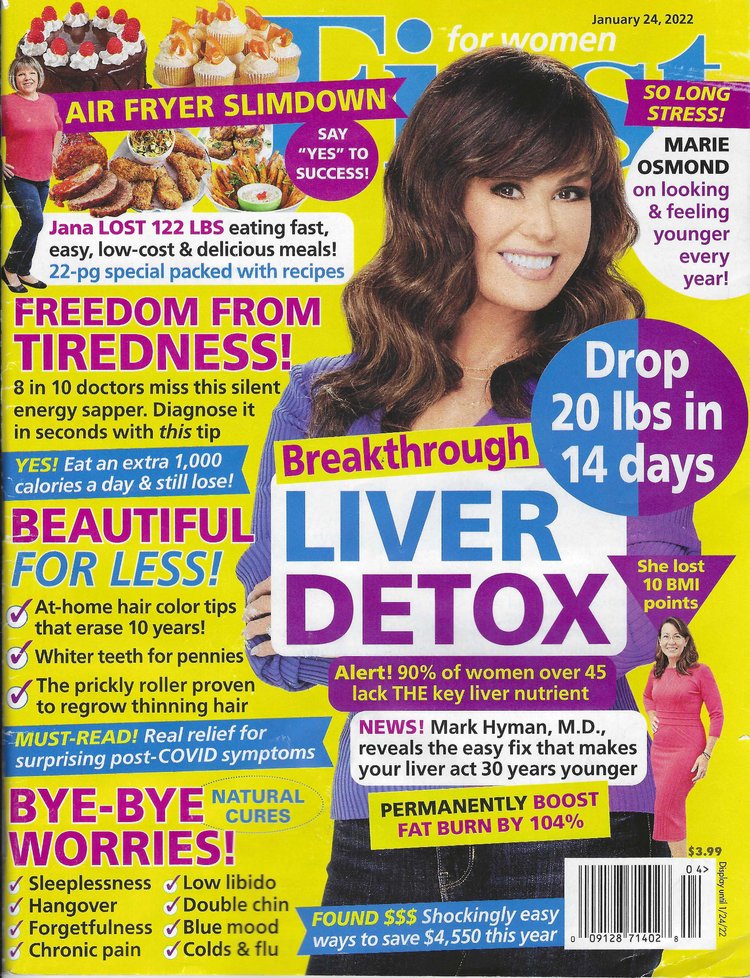 January 24, 2022
for women
First
AIR FRYER SLIMDOWN
SAY
"YES" TO
SUCCESS!
Jana LOST 122 LBS eating fast,
easy, low-cost & delicious meals!
22-pg special packed with recipes
SO LONG
STRESS!
MARIE
OSMOND
on looking
& feeling
younger
every
year!
FREEDOM FROM
TIREDNESS!
8 in 10 doctors miss this silent
energy sapper. Diagnose it
in seconds with this tip
YES! Eat an extra 1,000
calories a day & still lose!
Drop
20 lbs in
14 days
Breakthrough
LIVER
DETOX
BEAUTIFUL
FOR LESS!
✓ At-home hair color tips
that erase 10 years!
✓ Whiter teeth for pennies
✓ The prickly roller proven
to regrow thinning hair
She lost
10 BMI
points
Alert! 90% of women over 45
lack THE key liver nutrient
NEWS! Mark Hyman, M.D.,
reveals the easy fix that makes
your liver act 30 years younger
MUST-READ! Real relief for
surprising post-COVID symptoms
PERMANENTLY BOOST
FAT BURN BY 104%
BYE-BYE
WORRIES!
NATURAL
CURES
✓ Sleeplessness ✓ Low libido
✓ Hangover ✓ Double chin
✓ Forgetfulness ✓ Blue mood
✓ Chronic pain ✓ Colds & flu
FOUND $$$ Shockingly easy
ways to save $4,550 this year
$3.99
04>
0 09128 71402 8
Display until 1/24/22